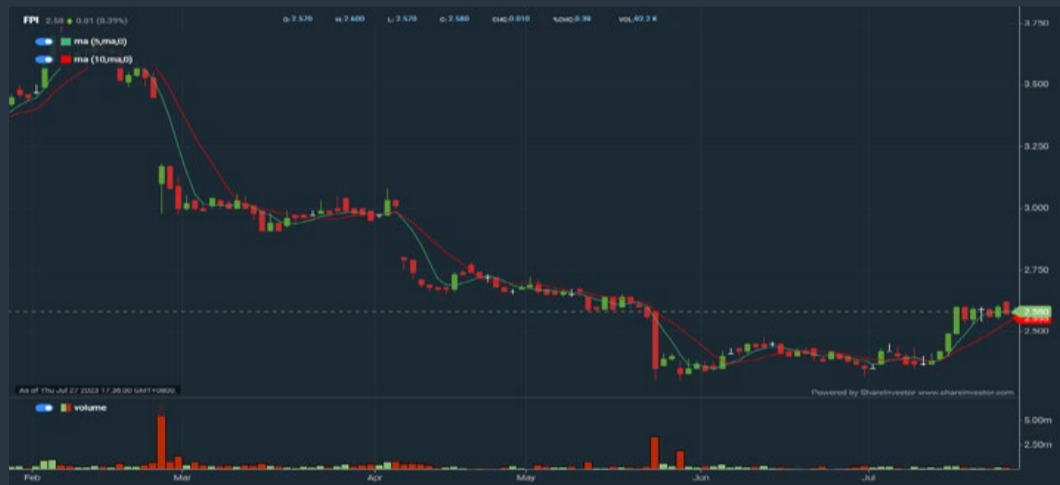 FPI 2.58 0.01 (0.39%) O: 2.570 H: 2.600 L: 2.570 C: 2.580 CHG: 0.010 %CHG: 0.39 VOL: 92.3 K
ma (5,ma,0)
ma (10,ma,0)
3.750
3.500
3.250
3.000
2.750
2.580
2.500
As of Thu Jul 27 2023 17:36:00 GMT+0800.
Powered by ShareInvestor www.shareinvestor.com
volume
5.00m
2.50m
Feb Mar Apr May Jun Jul